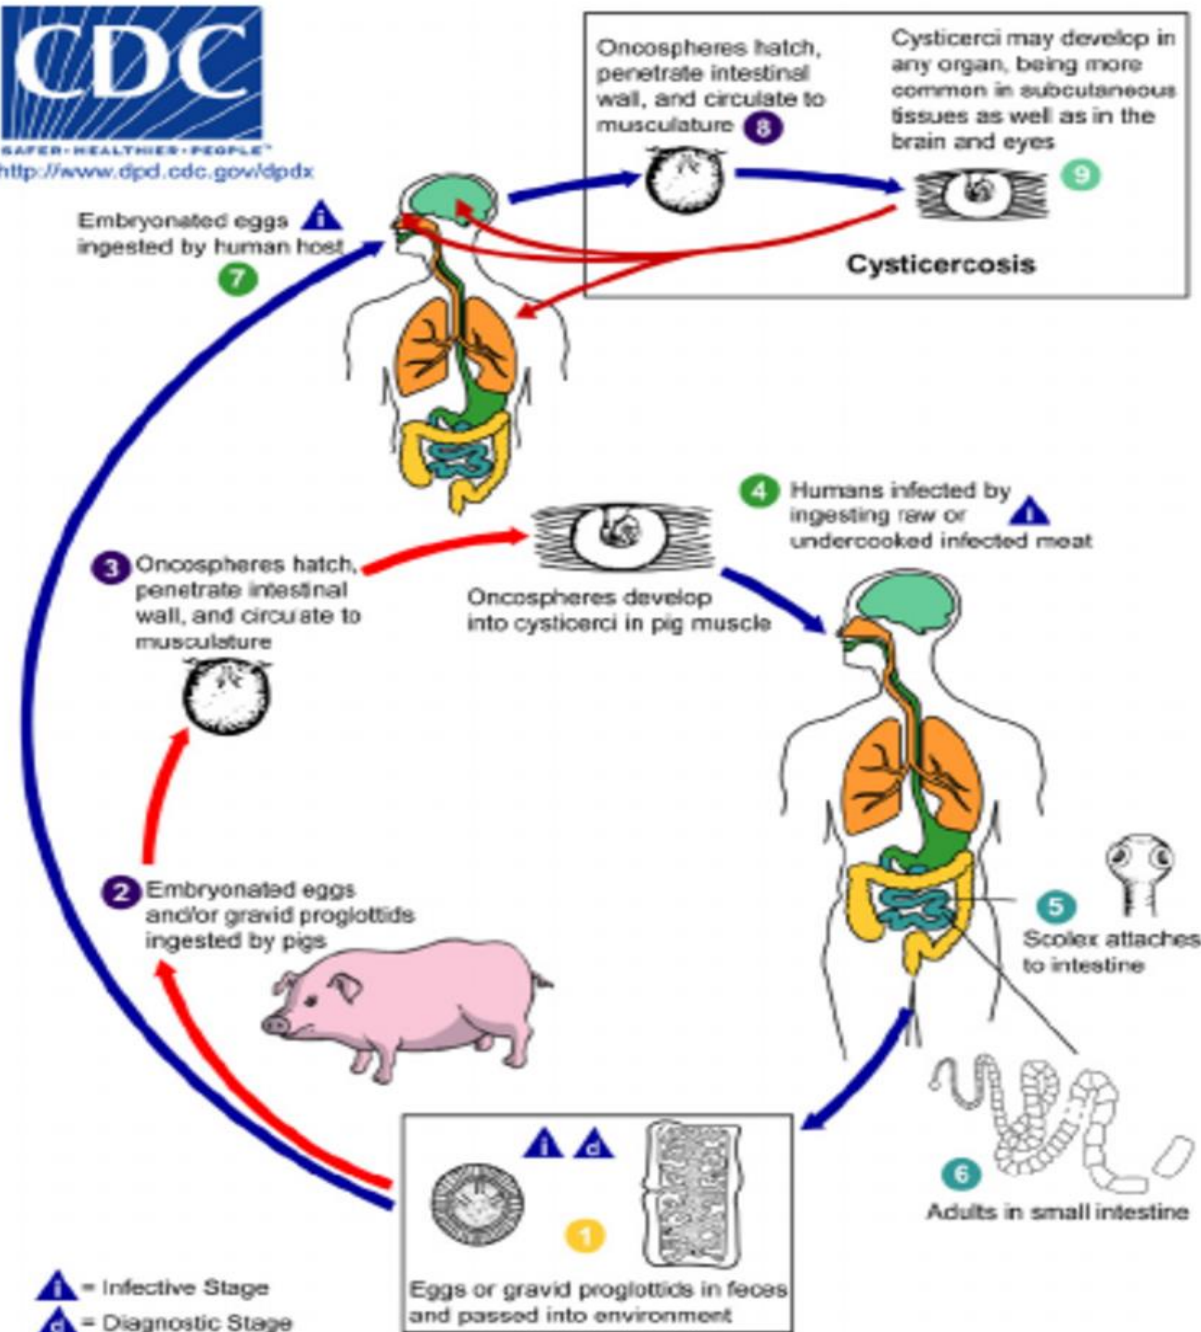 CDC
SAFER·HEALTHIER·PEOPLE™
http://www.dpd.cdc.gov/dpdx
Oncospheres hatch,
penetrate intestinal
wall, and circulate to
musculature 8
Cysticerci may develop in
any organ, being more
common in subcutaneous
tissues as well as in the
brain and eyes
9
Cysticercosis
Embryonated eggs i
ingested by human host
7
4 Humans infected by
ingesting raw or i
undercooked infected meat
3 Oncospheres hatch,
penetrate intestinal
wall, and circulate to
musculature
Oncospheres develop
into cysticerci in pig muscle
2 Embryonated eggs
and/or gravid proglottids
ingested by pigs
5
Scolex attaches
to intestine
6
Adults in small intestine
i d
1
Eggs or gravid proglottids in feces
and passed into environment
i = Infective Stage
d = Diagnostic Stage